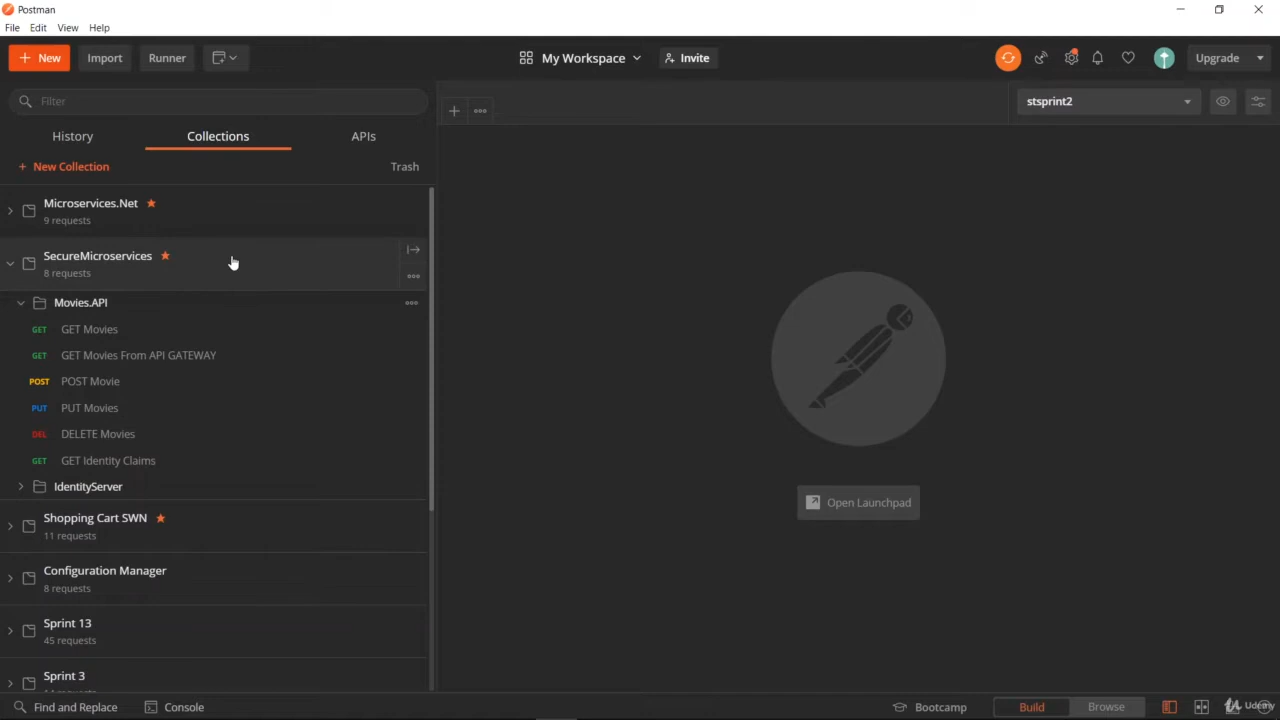 Postman
File Edit View Help
New Import Runner My Workspace Invite Upgrade
Filter
stsprint2
History Collections APIs
New Collection Trash
Microservices.Net
9 requests
SecureMicroservices
8 requests
Movies.API
GET GET Movies
GET GET Movies From API GATEWAY
POST POST Movie
PUT PUT Movies
DEL DELETE Movies
GET GET Identity Claims
IdentityServer
Open Launchpad
Shopping Cart SWN
11 requests
Configuration Manager
8 requests
Sprint 13
45 requests
Sprint 3
Find and Replace Console Bootcamp Build Browse
Udemy